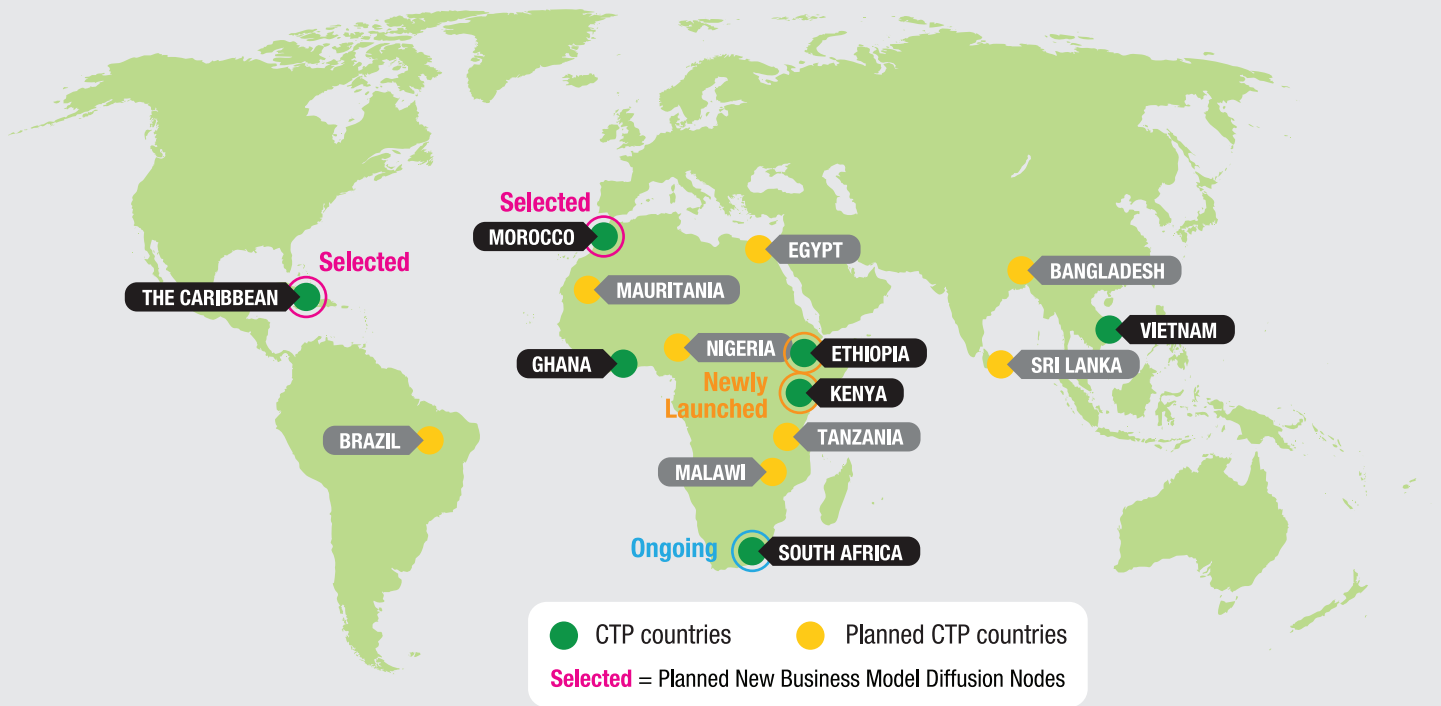 Selected
MOROCCO
EGYPT
Selected
BANGLADESH
THE CARIBBEAN
MAURITANIA
VIETNAM
NIGERIA
ETHIOPIA
GHANA
SRI LANKA
Newly
Launched
KENYA
BRAZIL
TANZANIA
MALAWI
Ongoing
SOUTH AFRICA
CTP countries
Planned CTP countries
Selected = Planned New Business Model Diffusion Nodes